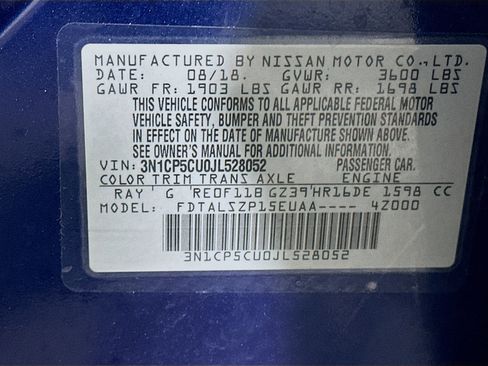 MANUFACTURED BY NISSAN MOTOR CO., LTD.
DATE: 08/18. GVWR: 3600 LBS
GAWR FR: 1903 LBS GAWR RR: 1698 LBS
THIS VEHICLE CONFORMS TO ALL APPLICABLE FEDERAL MOTOR
VEHICLE SAFETY, BUMPER AND THEFT PREVENTION STANDARDS
IN EFFECT ON THE DATE OF MANUFACTURE SHOWN ABOVE.
SEE OWNER'S MANUAL FOR ADDITIONAL INFORMATION.
VIN: 3N1CP5CU0JL528052 PASSENGER CAR.
COLOR TRIM TRANS AXLE ENGINE
RAY G RE0F11B GZ39 HR16DE 1598 CC
MODEL: FDTALSZP15EUAA---- 4Z000
3N1CP5CU0JL528052